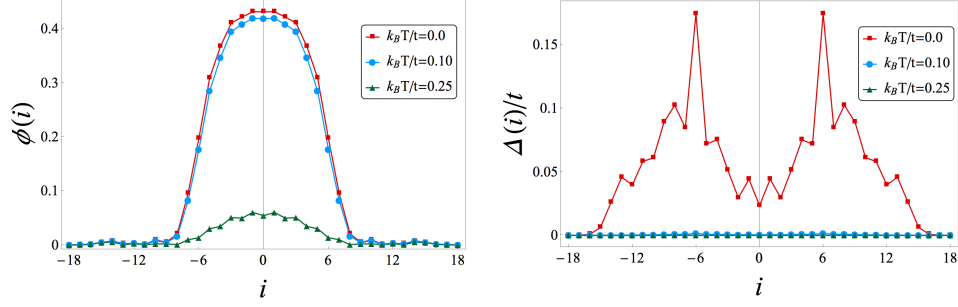 0.4
0.3
0.2
0.1
0
ϕ(i)
k_BT/t=0.0
k_BT/t=0.10
k_BT/t=0.25
−18 −12 −6 0 6 12 18
i
0.15
0.1
0.05
0
Δ(i)/t
k_BT/t=0.0
k_BT/t=0.10
k_BT/t=0.25
−18 −12 −6 0 6 12 18
i